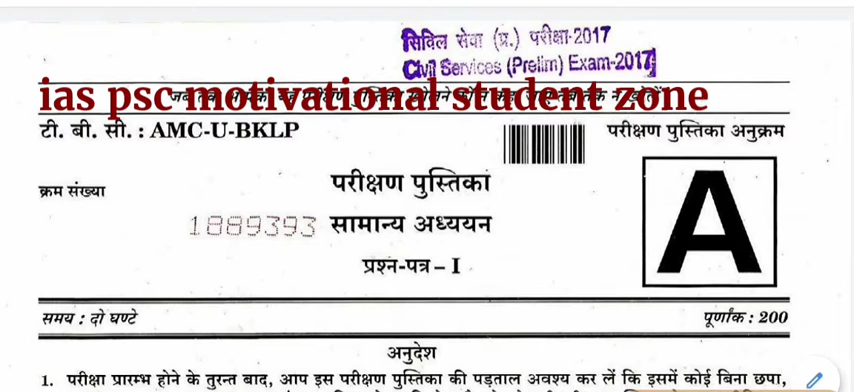 सिविल सेवा (प्र.) परीक्षा-2017
Civil Services (Prelim) Exam-2017
ias psc motivational student zone
टी. बी. सी. : AMC-U-BKLP
परीक्षण पुस्तिका अनुक्रम
क्रम संख्या
परीक्षण पुस्तिका
A
1889393
सामान्य अध्ययन
प्रश्न-पत्र – I
समय : दो घण्टे
पूर्णांक : 200
अनुदेश
1. परीक्षा प्रारम्भ होने के तुरन्त बाद, आप इस परीक्षण पुस्तिका की पड़ताल अवश्य कर लें कि इसमें कोई बिना छपा,